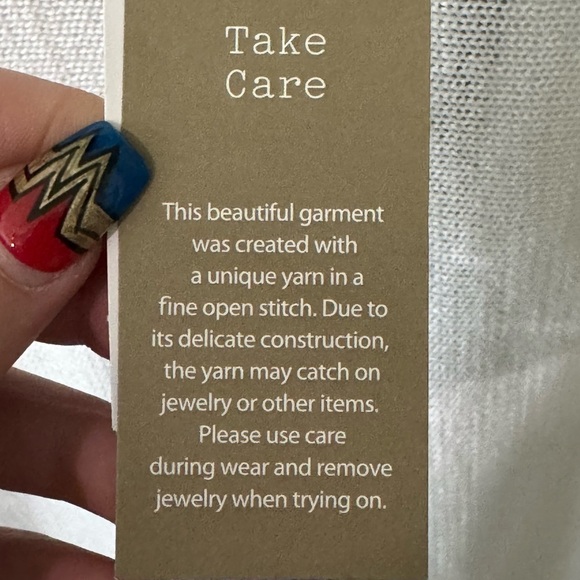 Take
Care
This beautiful garment
was created with
a unique yarn in a
fine open stitch. Due to
its delicate construction,
the yarn may catch on
jewelry or other items.
Please use care
during wear and remove
jewelry when trying on.